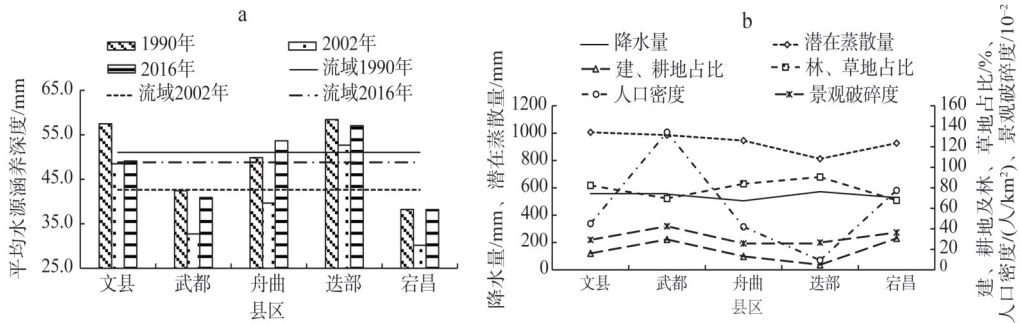 a
1990年
2002年
2016年
流域1990年
流域2002年
流域2016年
平均水源涵养深度/mm
65.0
55.0
45.0
35.0
25.0
文县
武都
舟曲
迭部
宕昌
县区
b
降水量
潜在蒸散量
建、耕地占比
林、草地占比
人口密度
景观破碎度
降水量/mm、潜在蒸散量/mm
1200
1000
800
600
400
200
0
160
140
120
100
80
60
40
20
0
建、耕地及林、草地占比/%、
人口密度/(人/km²)、景观破碎度/10⁻²
文县
武都
舟曲
迭部
宕昌
县区